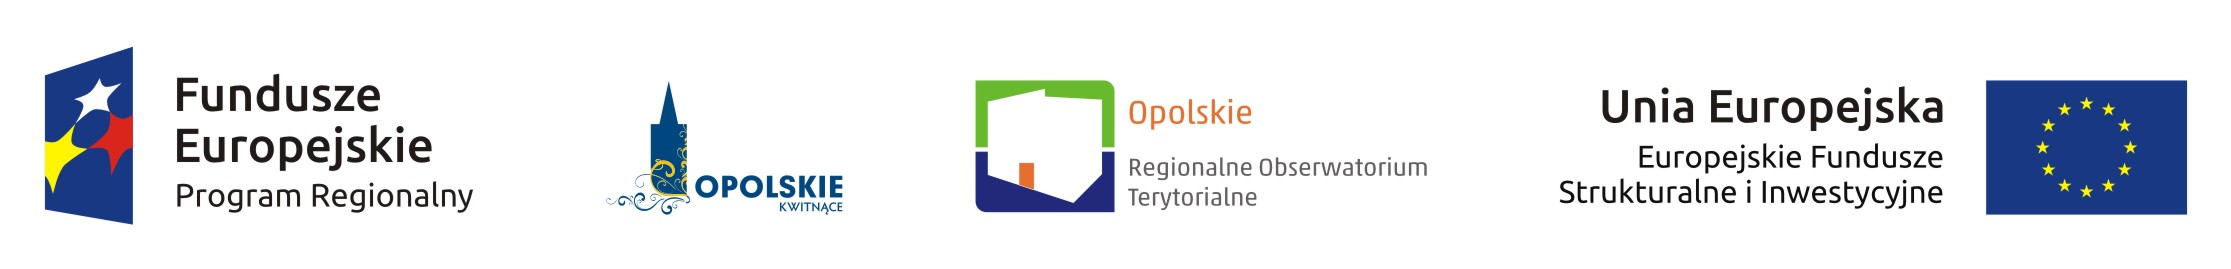 Fundusze
Europejskie
Program Regionalny
OPOLSKIE
KWITNĄCE
Opolskie
Regionalne Obserwatorium
Terytorialne
Unia Europejska
Europejskie Fundusze
Strukturalne i Inwestycyjne